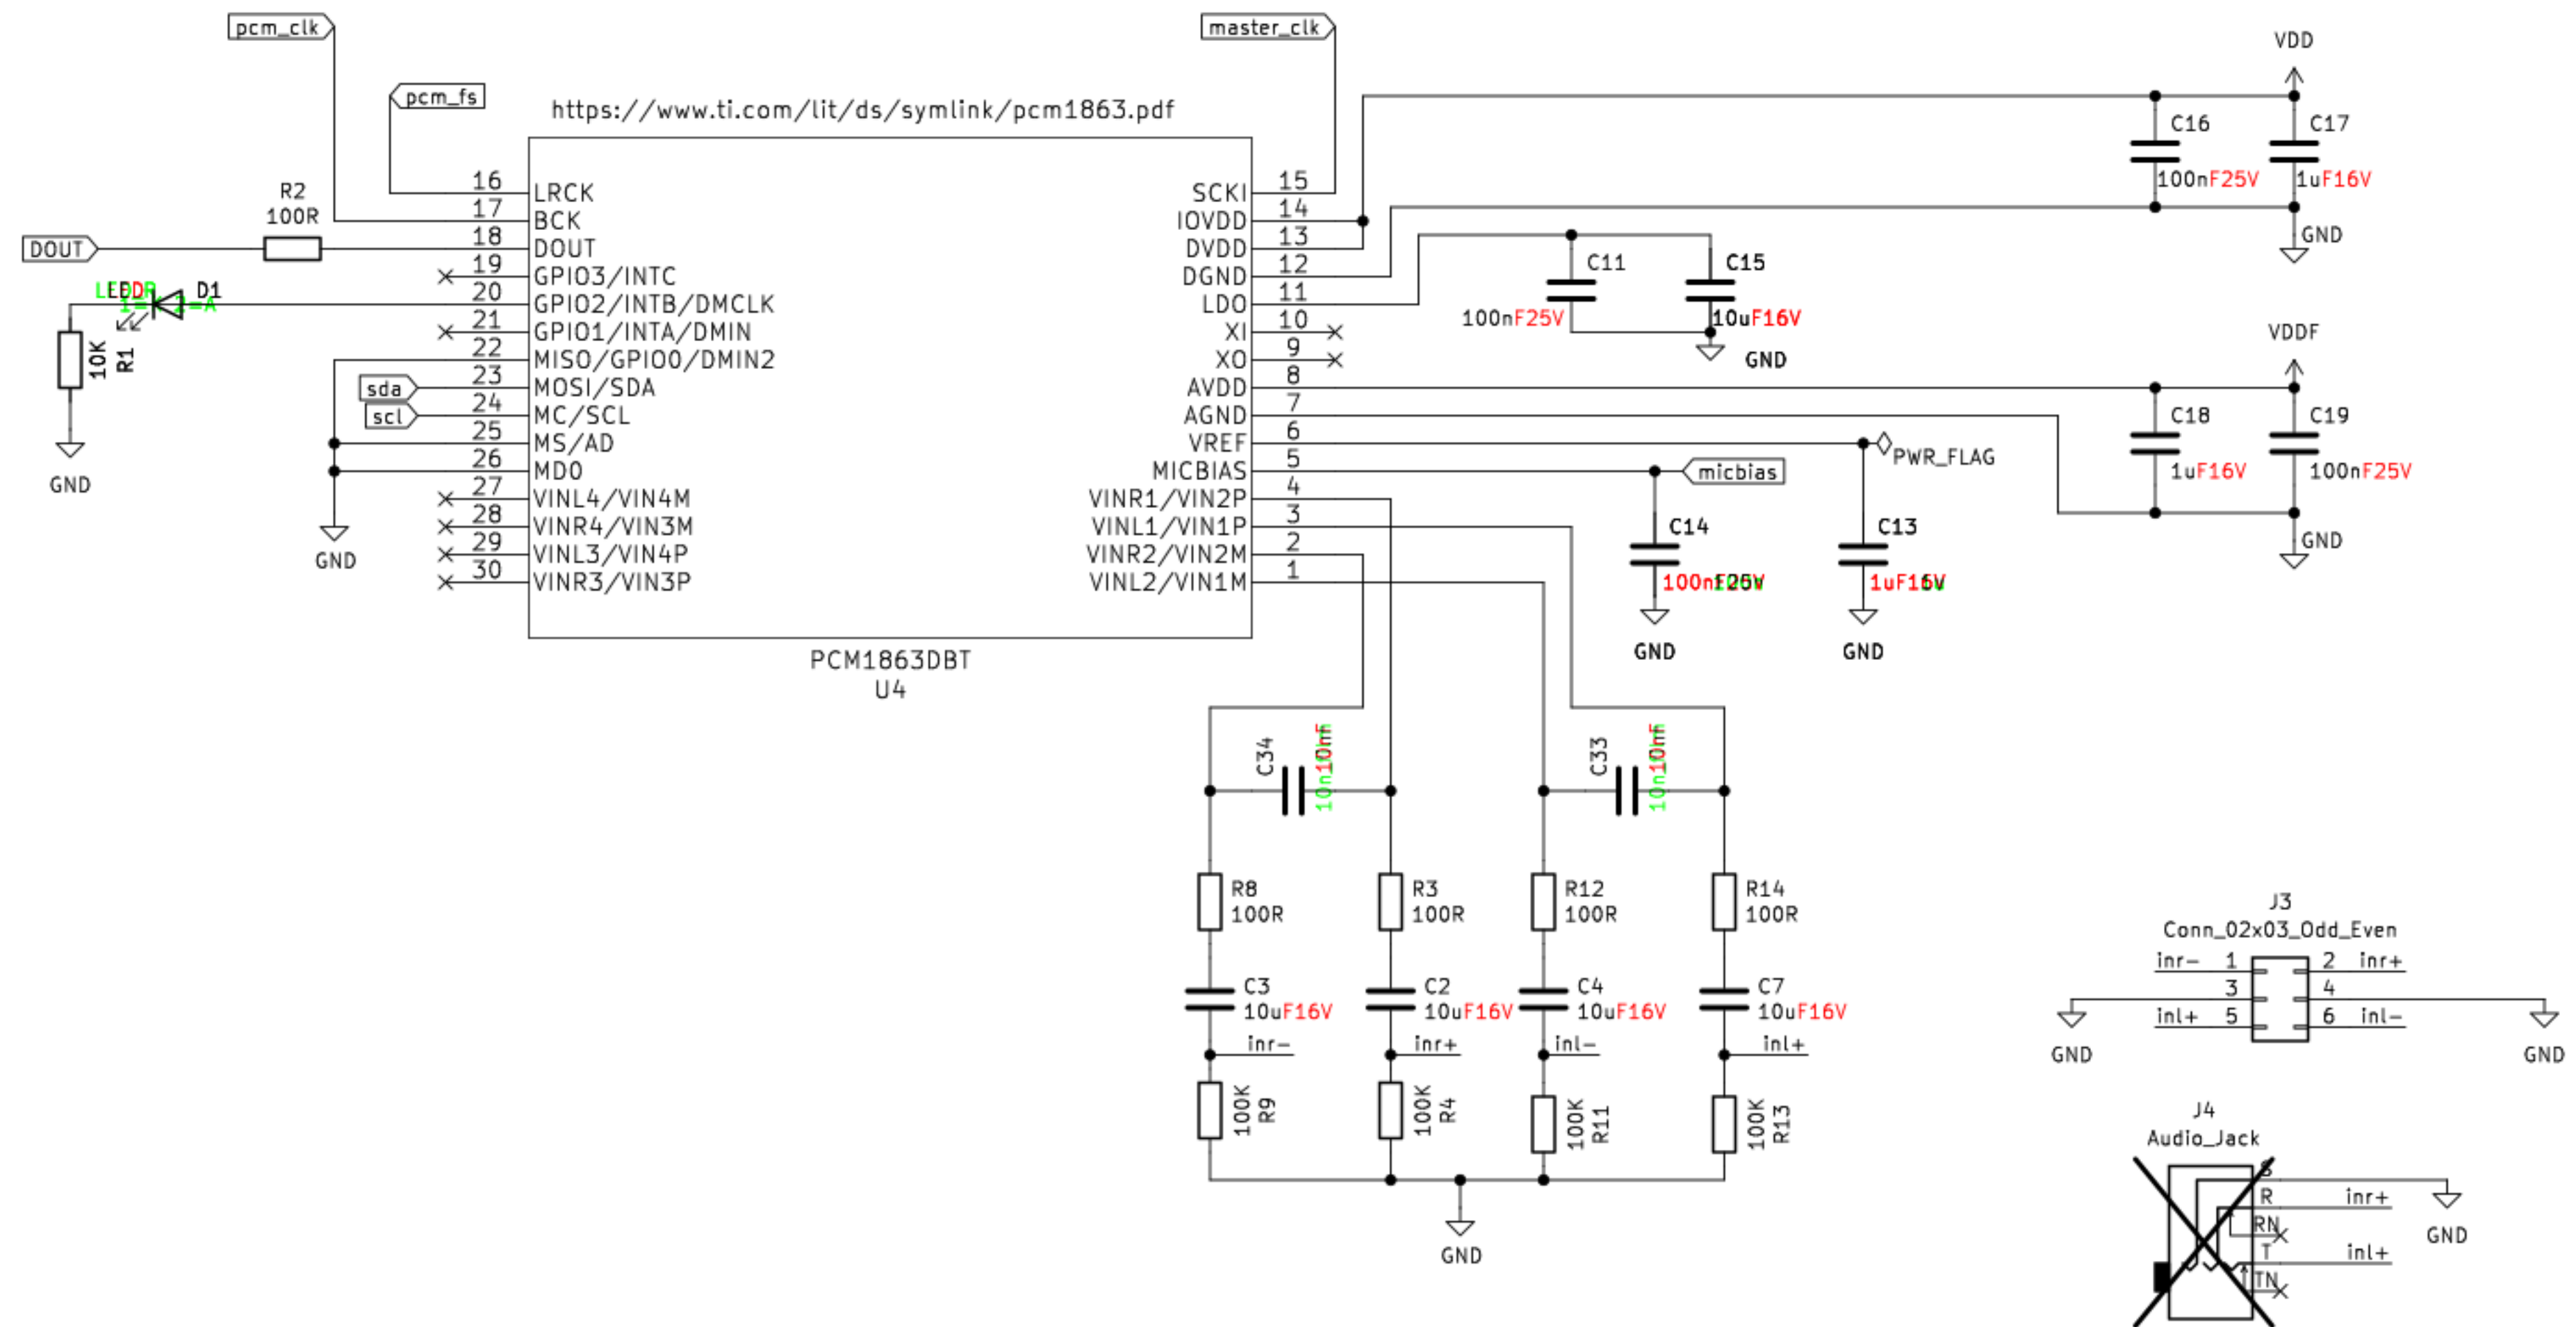 pcm_clk
master_clk
VDD
pcm_fs
https://www.ti.com/lit/ds/symlink/pcm1863.pdf
C16
C17
100nF25V
1uF16V
GND
R2
100R
DOUT
D1
10K
R1
GND
16 LRCK
17 BCK
18 DOUT
19 GPIO3/INTC
20 GPIO2/INTB/DMCLK
21 GPIO1/INTA/DMIN
22 MISO/GPIO0/DMIN2
sda 23 MOSI/SDA
scl 24 MC/SCL
25 MS/AD
26 MD0
27 VINL4/VIN4M
28 VINR4/VIN3M
29 VINL3/VIN4P
30 VINR3/VIN3P
GND
SCKI 15
IOVDD 14
DVDD 13
DGND 12
LDO 11
XI 10
XO 9
AVDD 8
AGND 7
VREF 6
MICBIAS 5
VINR1/VIN2P 4
VINL1/VIN1P 3
VINR2/VIN2M 2
VINL2/VIN1M 1
PCM1863DBT
U4
C11
C15
100nF25V
10uF16V
GND
VDDF
C18
C19
1uF16V
100nF25V
GND
PWR_FLAG
micbias
C14
C13
GND
GND
C34
C33
R8
100R
R3
100R
R12
100R
R14
100R
C3
10uF16V
C2
10uF16V
C4
10uF16V
C7
10uF16V
inr-
inr+
inl-
inl+
100K
R9
100K
R4
100K
R11
100K
R13
GND
J3
Conn_02x03_Odd_Even
inr- 1 2 inr+
3 4
inl+ 5 6 inl-
GND
GND
J4
Audio_Jack
S
R inr+
RN
T inl+
TN
GND